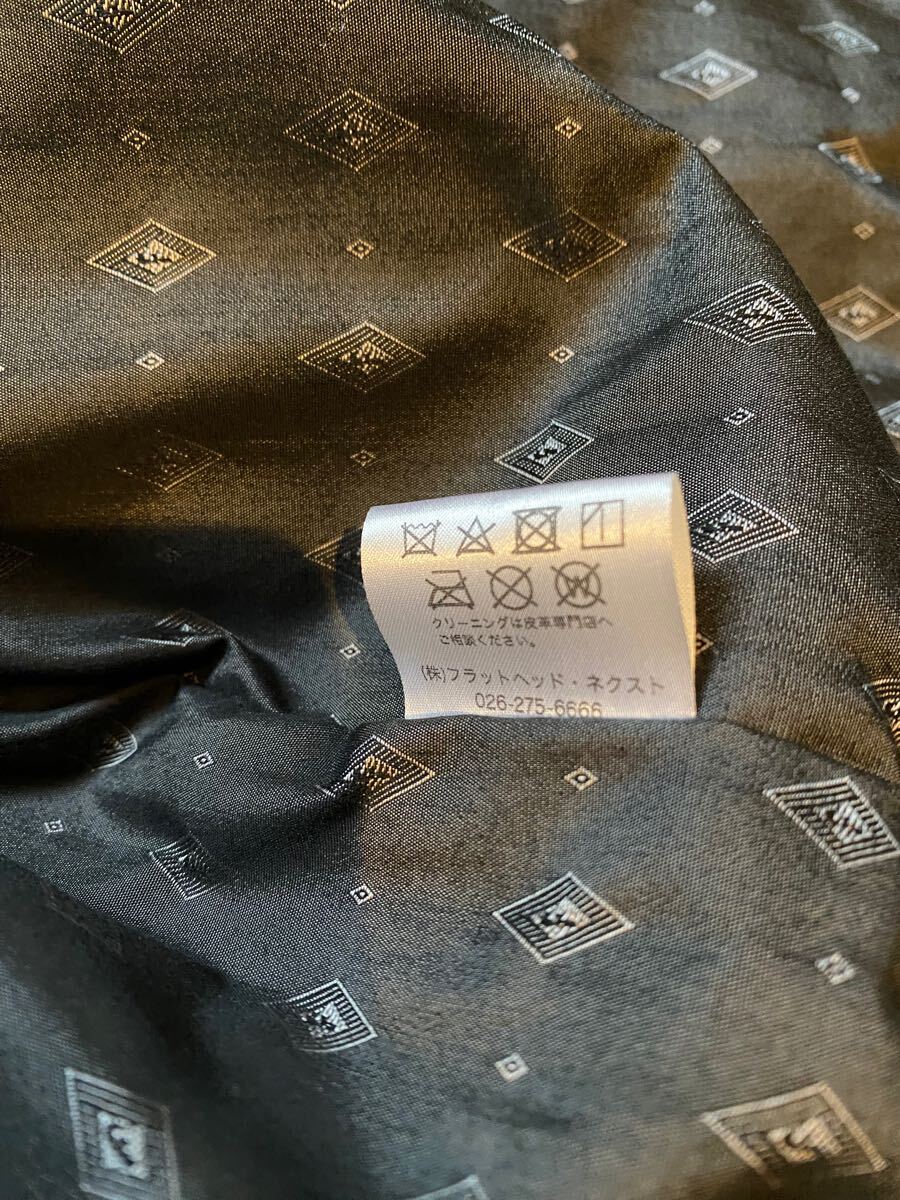 クリーニングは皮革専門店へ
ご相談ください。
(株)フラットヘッド・ネクスト
026-275-6666